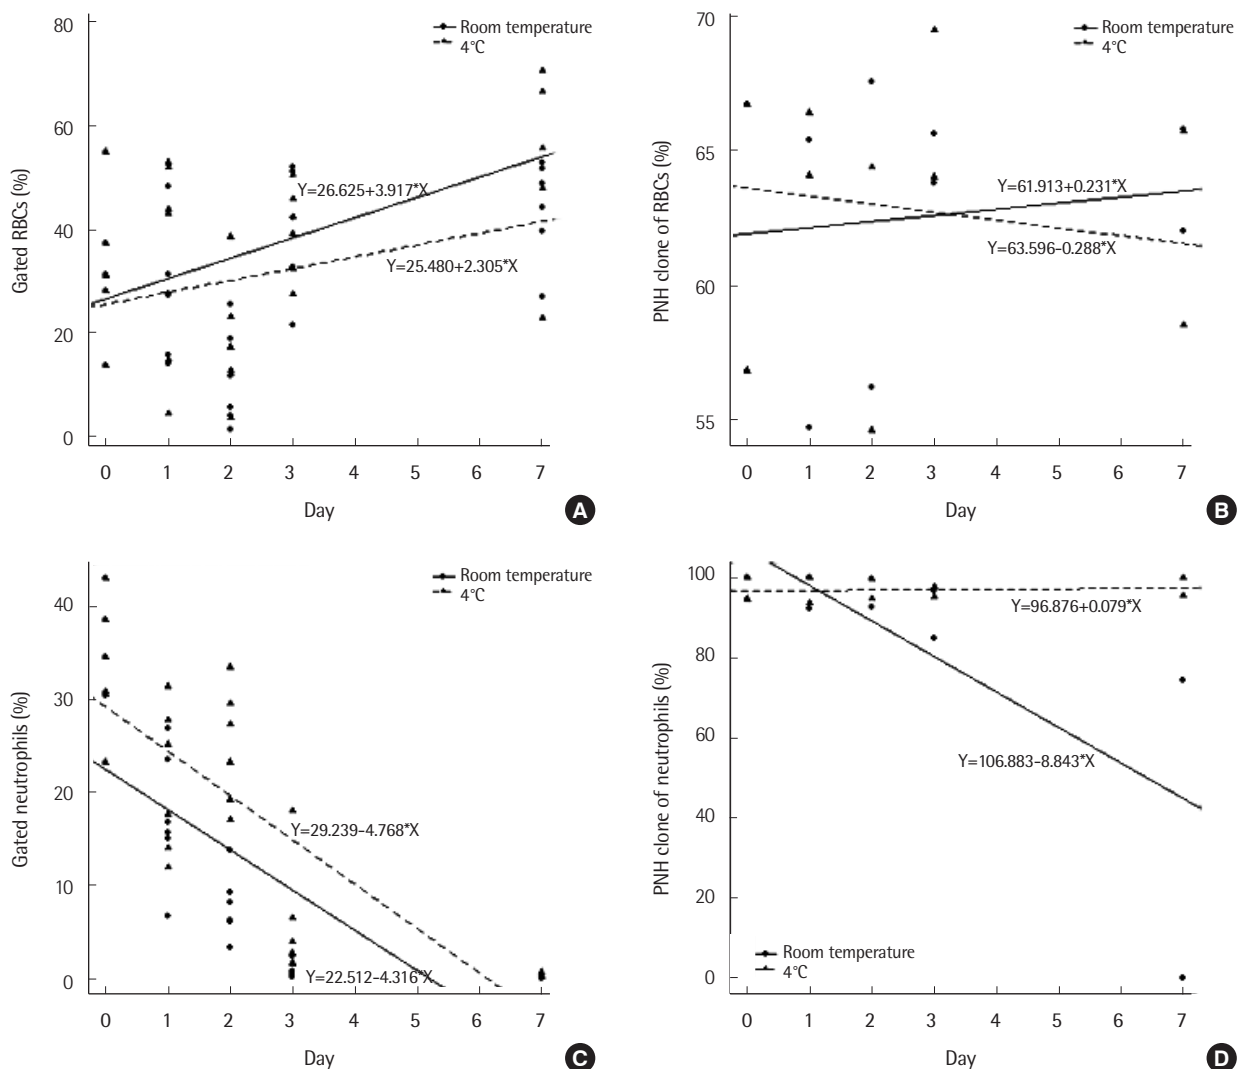 80
60
40
20
0
Gated RBCs (%)
Room temperature
4°C
Y=26.625+3.917*X
Y=25.480+2.305*X
0 1 2 3 4 5 6 7
Day
A
70
65
60
55
PNH clone of RBCs (%)
Room temperature
4°C
Y=61.913+0.231*X
Y=63.596-0.288*X
0 1 2 3 4 5 6 7
Day
B
40
30
20
10
0
Gated neutrophils (%)
Room temperature
4°C
Y=29.239-4.768*X
Y=22.512-4.316*X
0 1 2 3 4 5 6 7
Day
C
100
80
60
40
20
0
PNH clone of neutrophils (%)
Y=96.876+0.079*X
Y=106.883-8.843*X
Room temperature
4°C
0 1 2 3 4 5 6 7
Day
D